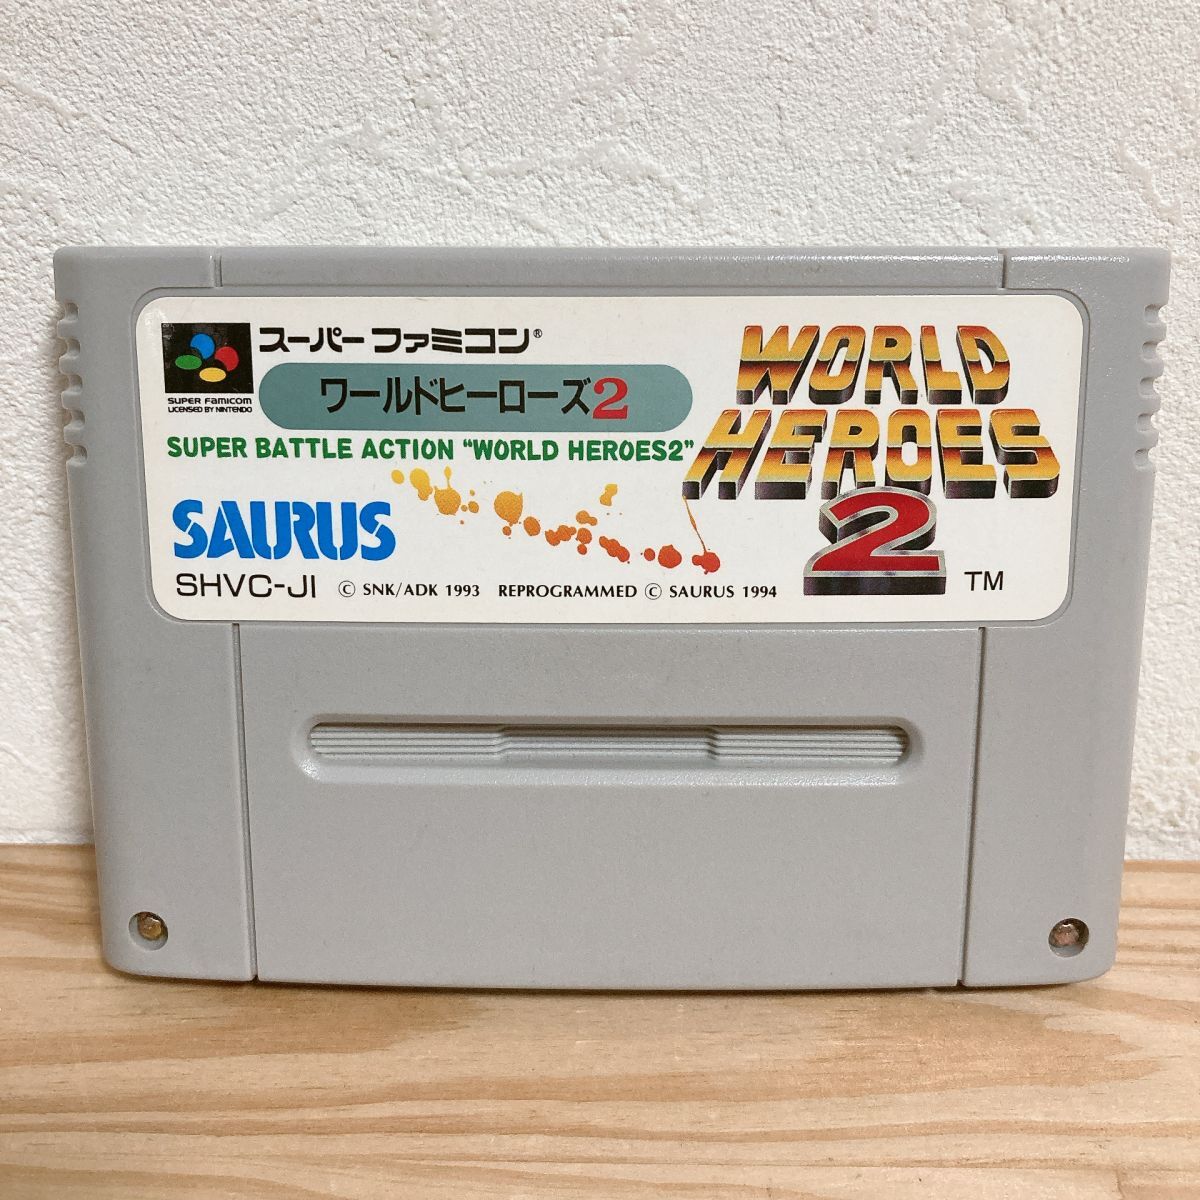 スーパーファミコン®
SUPER FAMICOM
LICENSED BY NINTENDO
ワールドヒーローズ2
SUPER BATTLE ACTION "WORLD HEROES2"
WORLD
HEROES
2
TM
SAURUS
SHVC-JI
© SNK/ADK 1993 REPROGRAMMED © SAURUS 1994